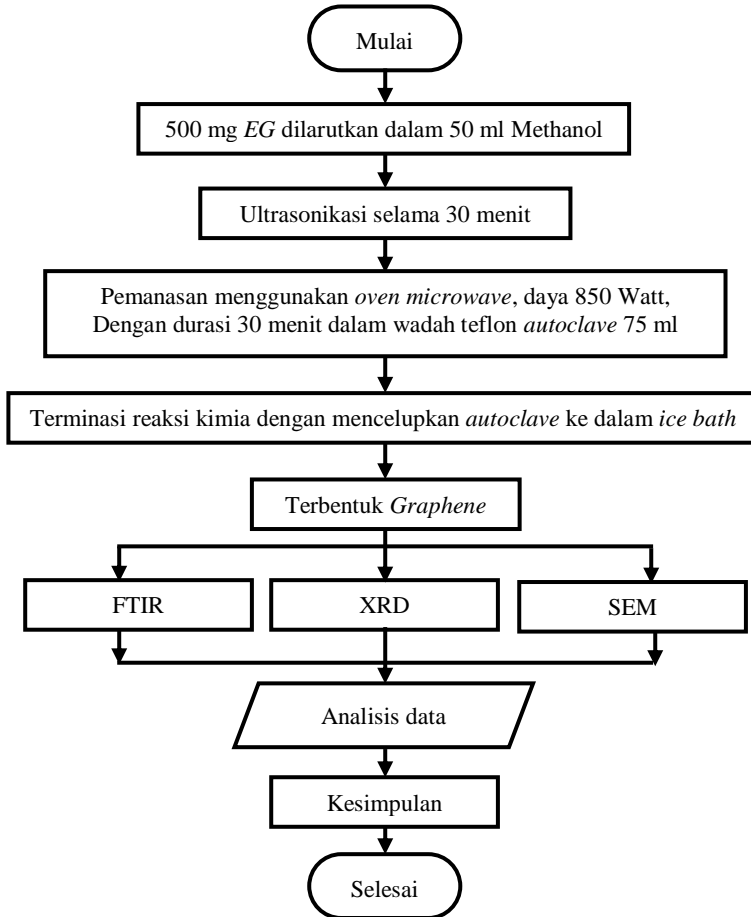 Mulai
500 mg EG dilarutkan dalam 50 ml Methanol
Ultrasonikasi selama 30 menit
Pemanasan menggunakan oven microwave, daya 850 Watt,
Dengan durasi 30 menit dalam wadah teflon autoclave 75 ml
Terminasi reaksi kimia dengan mencelupkan autoclave ke dalam ice bath
Terbentuk Graphene
FTIR
XRD
SEM
Analisis data
Kesimpulan
Selesai